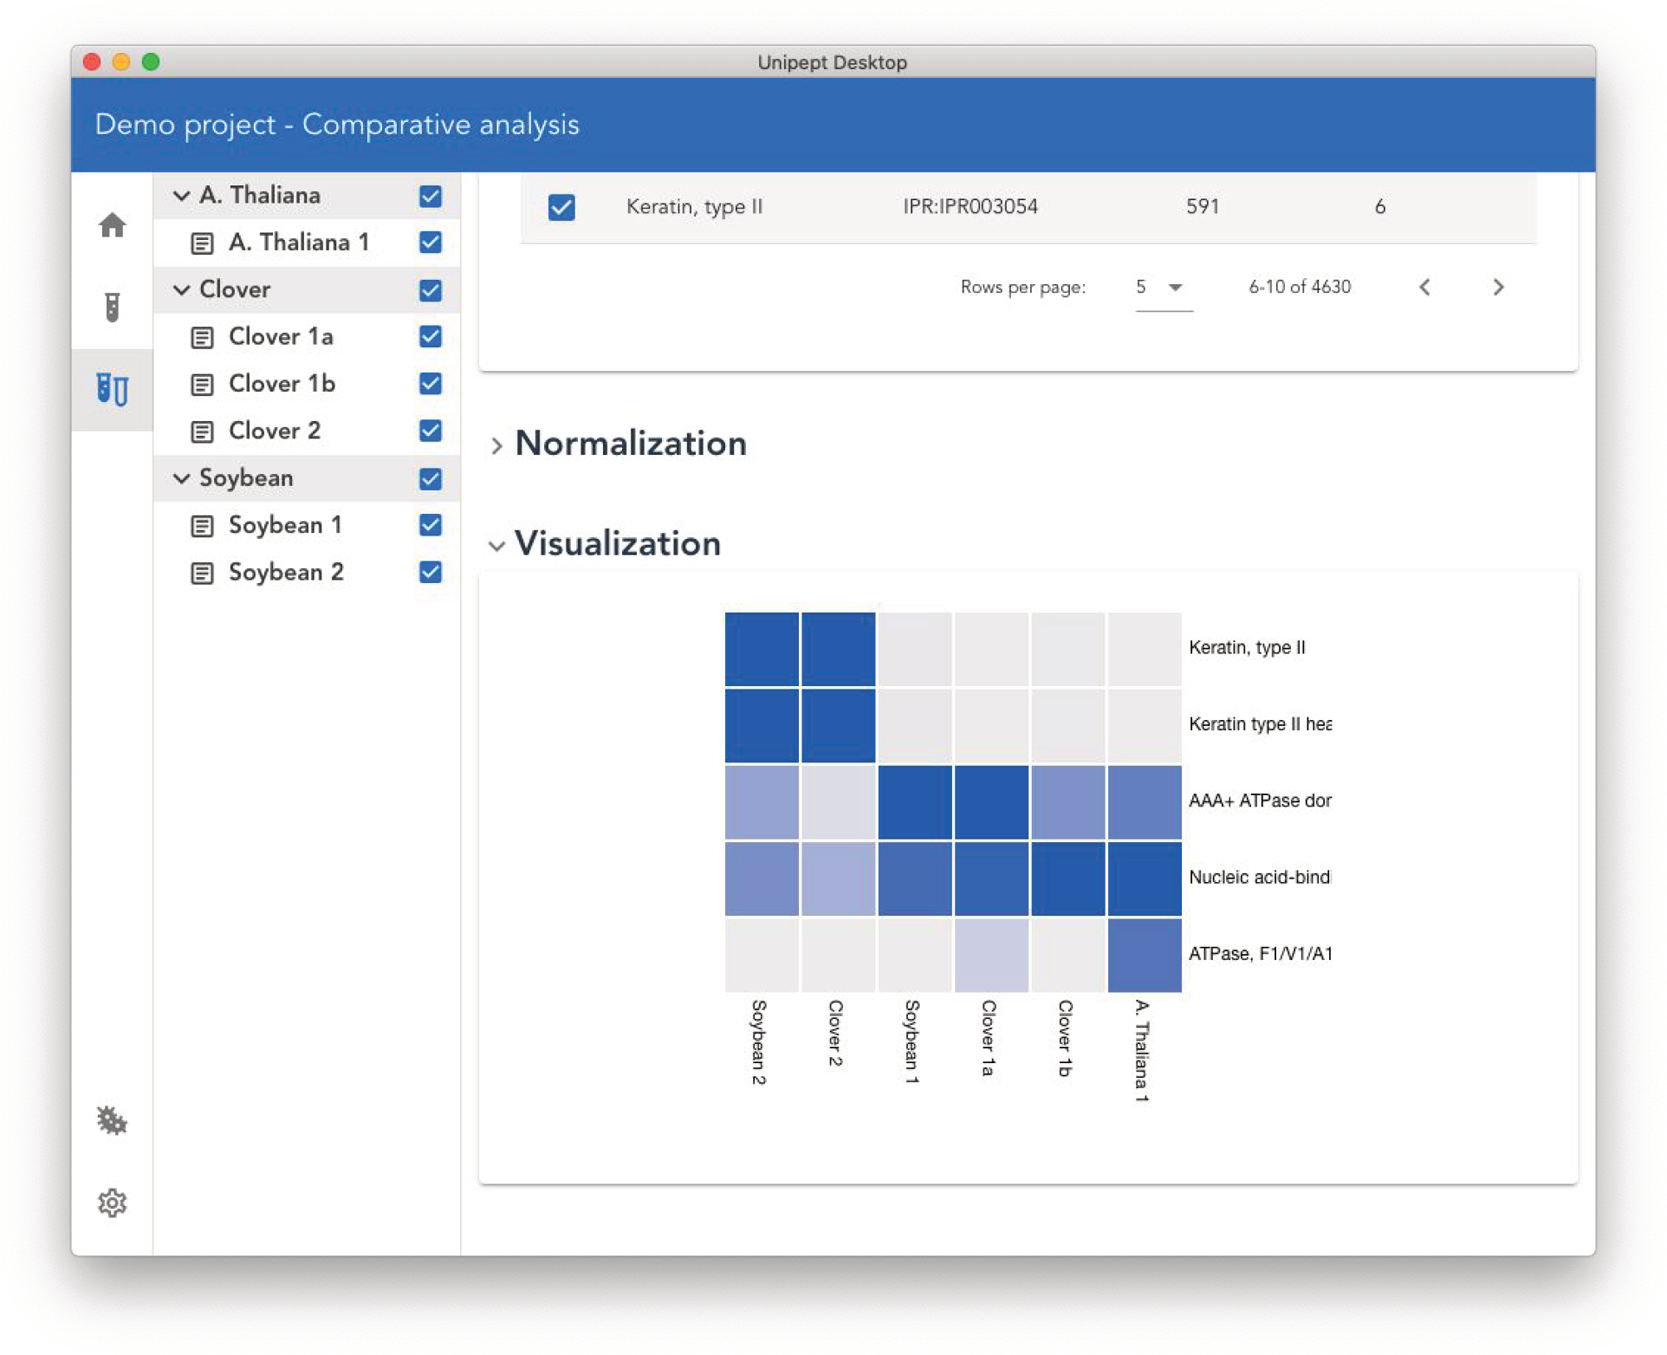 Unipept Desktop
Demo project - Comparative analysis
A. Thaliana
A. Thaliana 1
Clover
Clover 1a
Clover 1b
Clover 2
Soybean
Soybean 1
Soybean 2
Keratin, type II IPR:IPR003054 591 6
Rows per page: 5 6-10 of 4630
Normalization
Visualization
Keratin, type II
Keratin type II hea
AAA+ ATPase dor
Nucleic acid-bindi
ATPase, F1/V1/A1
Soybean 2
Clover 2
Soybean 1
Clover 1a
Clover 1b
A. Thaliana 1